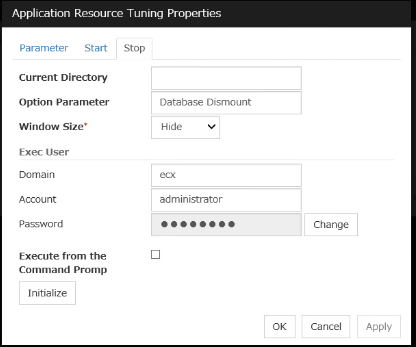 Application Resource Tuning Properties
Parameter Start Stop
Current Directory
Option Parameter Database Dismount
Window Size* Hide
Exec User
Domain ecx
Account administrator
Password ●●●●●●●● Change
Execute from the
Command Promp
Initialize
OK Cancel Apply